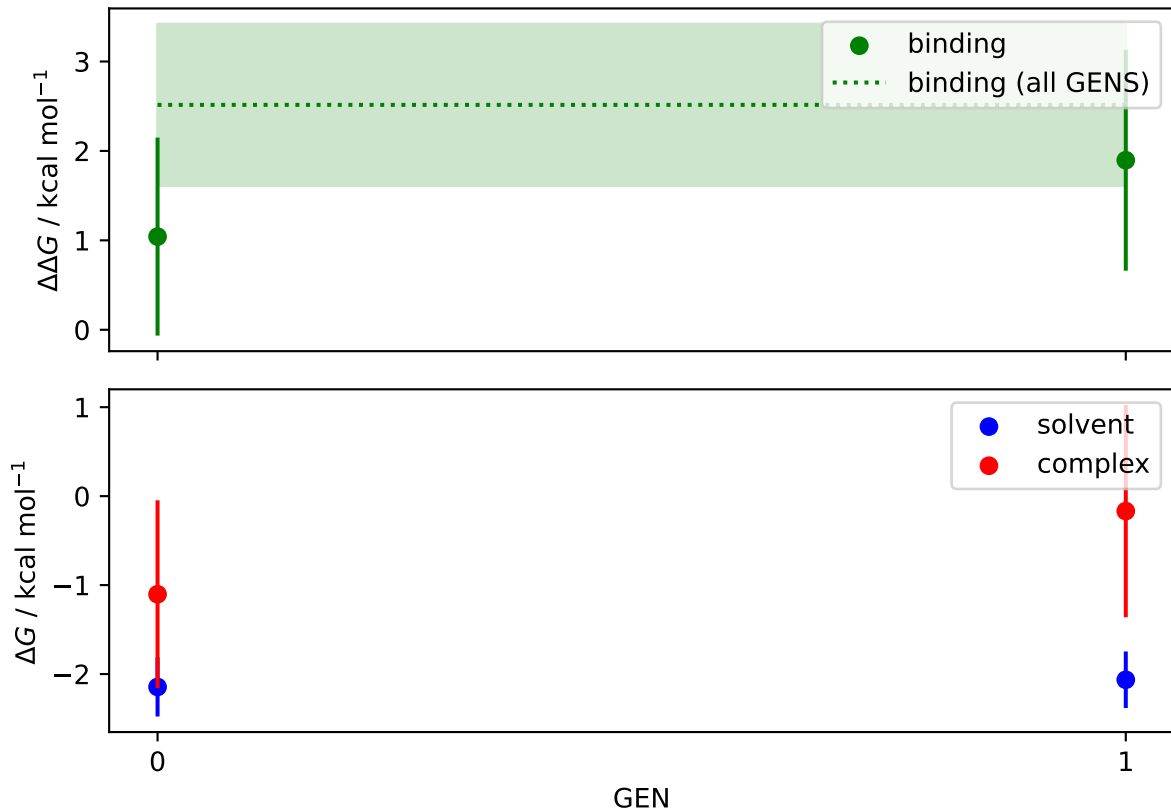 ΔΔG / kcal mol⁻¹
3
2
1
0
binding
binding (all GENS)
ΔG / kcal mol⁻¹
1
0
−1
−2
solvent
complex
0
1
GEN